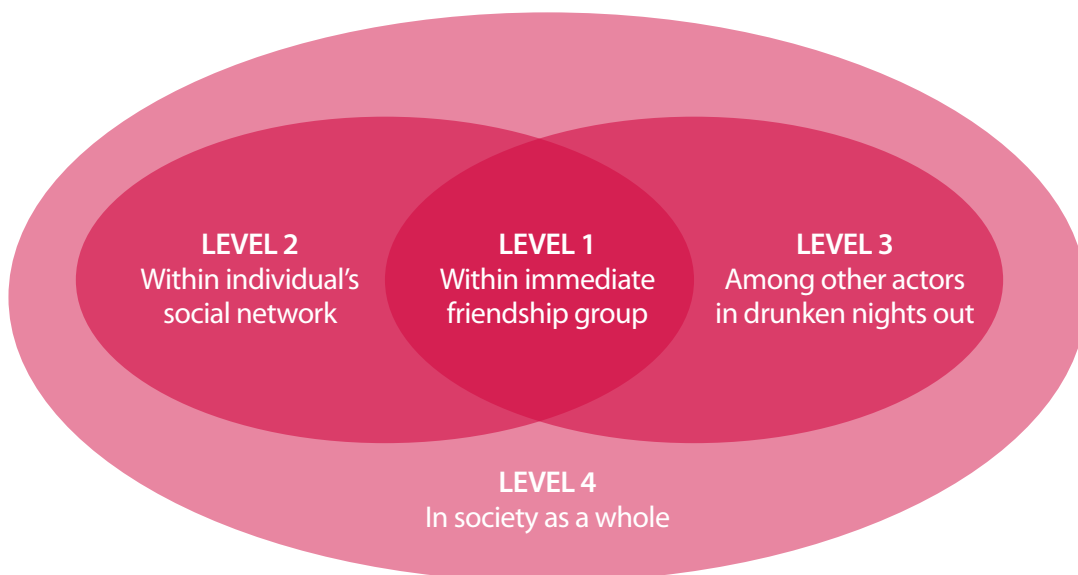 LEVEL 2
Within individual’s
social network
LEVEL 1
Within immediate
friendship group
LEVEL 3
Among other actors
in drunken nights out
LEVEL 4
In society as a whole